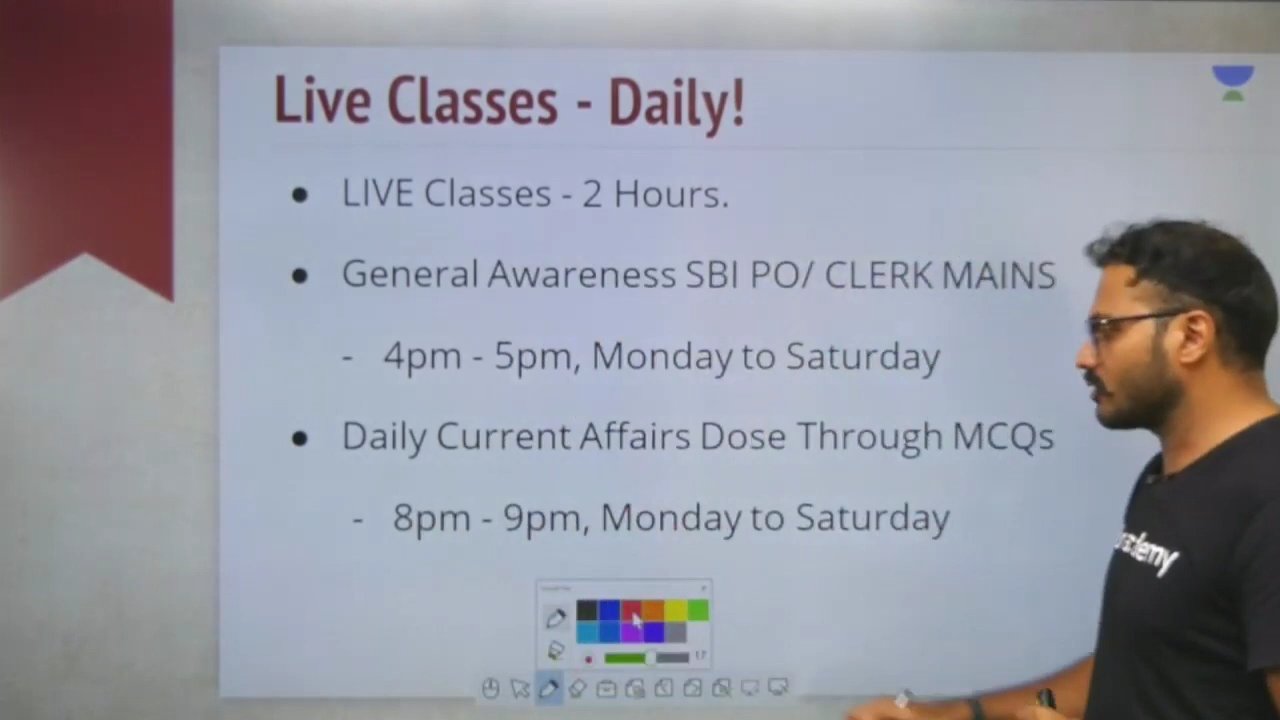 Live Classes - Daily!
● LIVE Classes - 2 Hours.
● General Awareness SBI PO/ CLERK MAINS
- 4pm - 5pm, Monday to Saturday
● Daily Current Affairs Dose Through MCQs
- 8pm - 9pm, Monday to Saturday
17